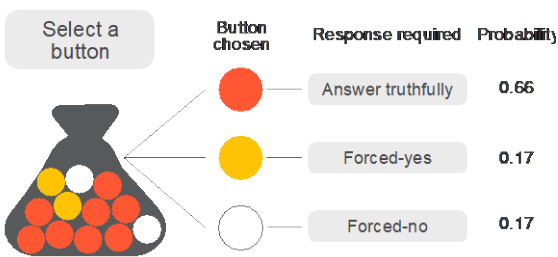 Select a
button
Button
chosen
Response required
Probability
Answer truthfully
0.66
Forced-yes
0.17
Forced-no
0.17